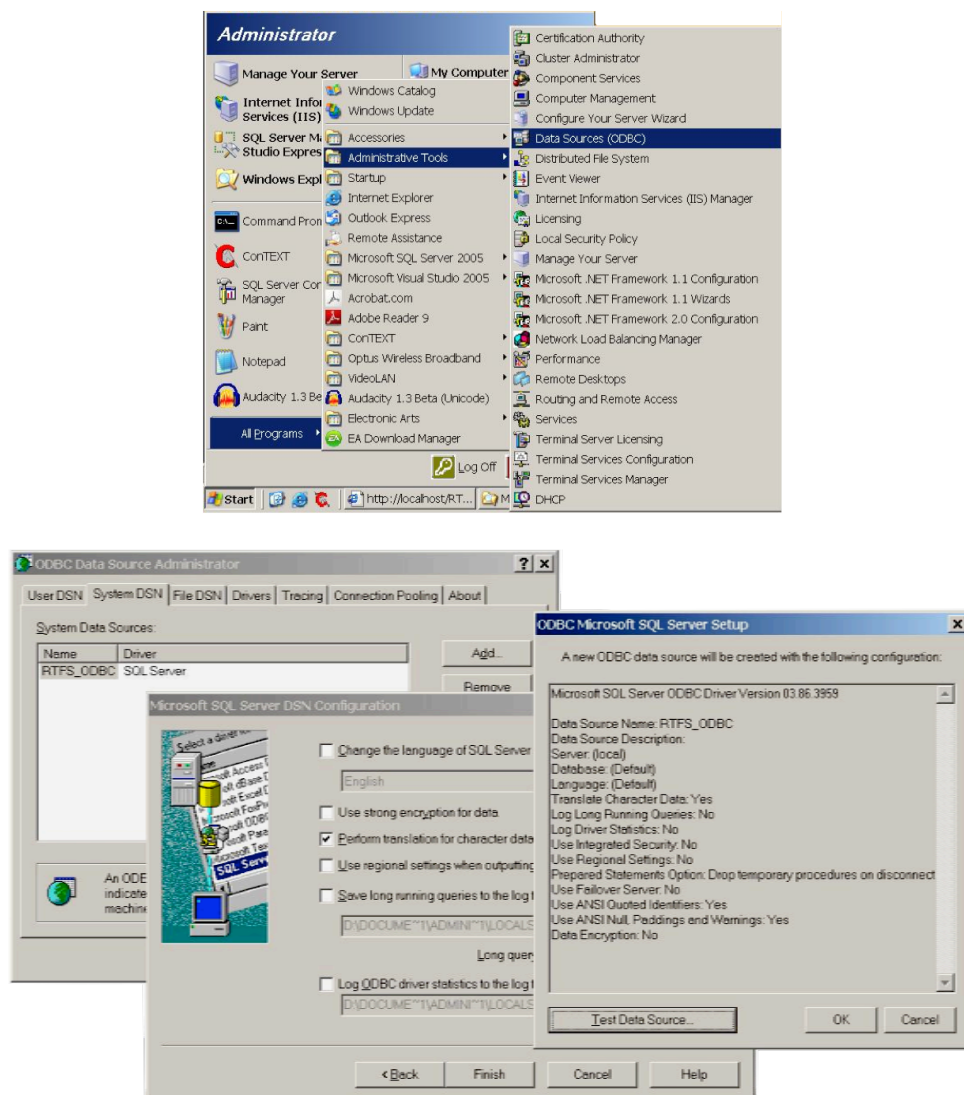 Administrator
Manage Your Server
My Computer
Internet Infor
Services (IIS)
SQL Server Ma
Studio Expres
Windows Expl
Command Pron
ConTEXT
SQL Server Cor
Manager
Paint
Notepad
Audacity 1.3 Be
All Programs
Windows Catalog
Windows Update
Accessories
Administrative Tools
Startup
Internet Explorer
Outlook Express
Remote Assistance
Microsoft SQL Server 2005
Microsoft Visual Studio 2005
Acrobat.com
Adobe Reader 9
ConTEXT
Optus Wireless Broadband
VideoLAN
Audacity 1.3 Beta (Unicode)
Electronic Arts
EA Download Manager
Certification Authority
Cluster Administrator
Component Services
Computer Management
Configure Your Server Wizard
Data Sources (ODBC)
Distributed File System
Event Viewer
Internet Information Services (IIS) Manager
Licensing
Local Security Policy
Manage Your Server
Microsoft .NET Framework 1.1 Configuration
Microsoft .NET Framework 1.1 Wizards
Microsoft .NET Framework 2.0 Configuration
Network Load Balancing Manager
Performance
Remote Desktops
Routing and Remote Access
Services
Terminal Server Licensing
Terminal Services Configuration
Terminal Services Manager
DHCP
Log Off
Start
http://localhost/RT...
M
ODBC Data Source Administrator
User DSN System DSN File DSN Drivers Tracing Connection Pooling About
System Data Sources:
Name Driver
RTFS_ODBC SQL Server
Add...
Remove
An ODE
indicate
machine
Microsoft SQL Server DSN Configuration
Select a driver
Name
SQL Serve
Change the language of SQL Server
English
Use strong encryption for data
Perform translation for character data
Use regional settings when outputting
Save long running queries to the log f
D:\DOCUME~1\ADMINI~1\LOCALS
Long query
Log ODBC driver statistics to the log f
D:\DOCUME~1\ADMINI~1\LOCALS
< Back Finish Cancel Help
ODBC Microsoft SQL Server Setup
A new ODBC data source will be created with the following configuration:
Microsoft SQL Server ODBC Driver Version 03.86.3959
Data Source Name: RTFS_ODBC
Data Source Description:
Server: (local)
Database: (Default)
Language: (Default)
Translate Character Data: Yes
Log Long Running Queries: No
Log Driver Statistics: No
Use Integrated Security: No
Use Regional Settings: No
Prepared Statements Option: Drop temporary procedures on disconnect
Use Failover Server: No
Use ANSI Quoted Identifiers: Yes
Use ANSI Null, Paddings and Warnings: Yes
Data Encryption: No
Test Data Source... OK Cancel